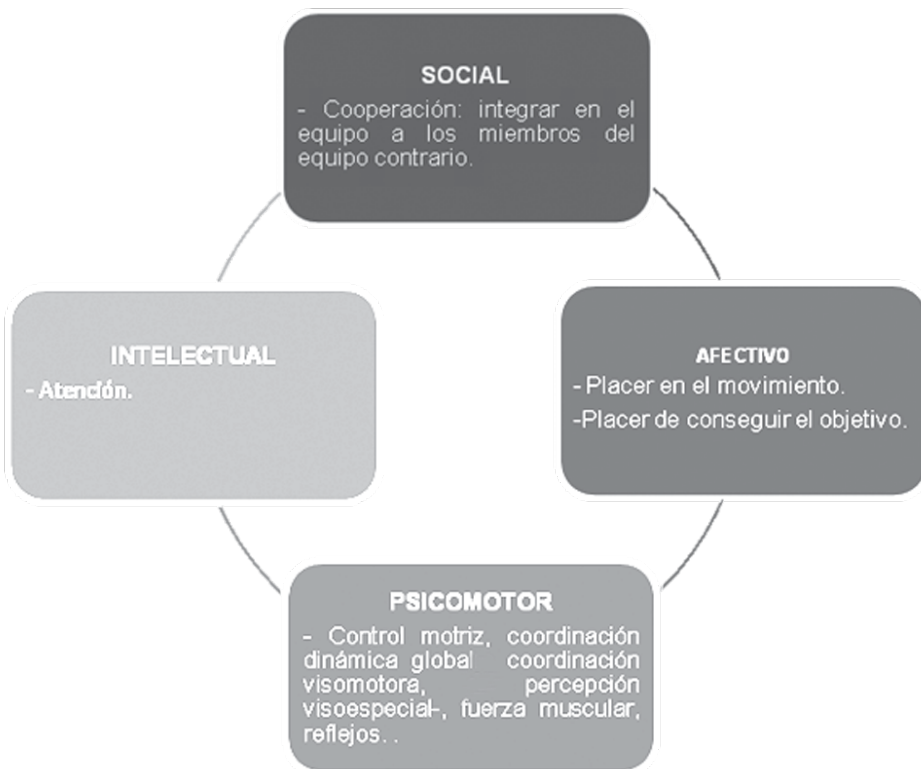 SOCIAL
- Cooperación: integrar en el
equipo a los miembros del
equipo contrario.
INTELECTUAL
- Atención.
AFECTIVO
- Placer en el movimiento.
-Placer de conseguir el objetivo.
PSICOMOTOR
- Control motriz, coordinación
dinámica global coordinación
visomotora, percepción
visoespecial-, fuerza muscular,
reflejos. .